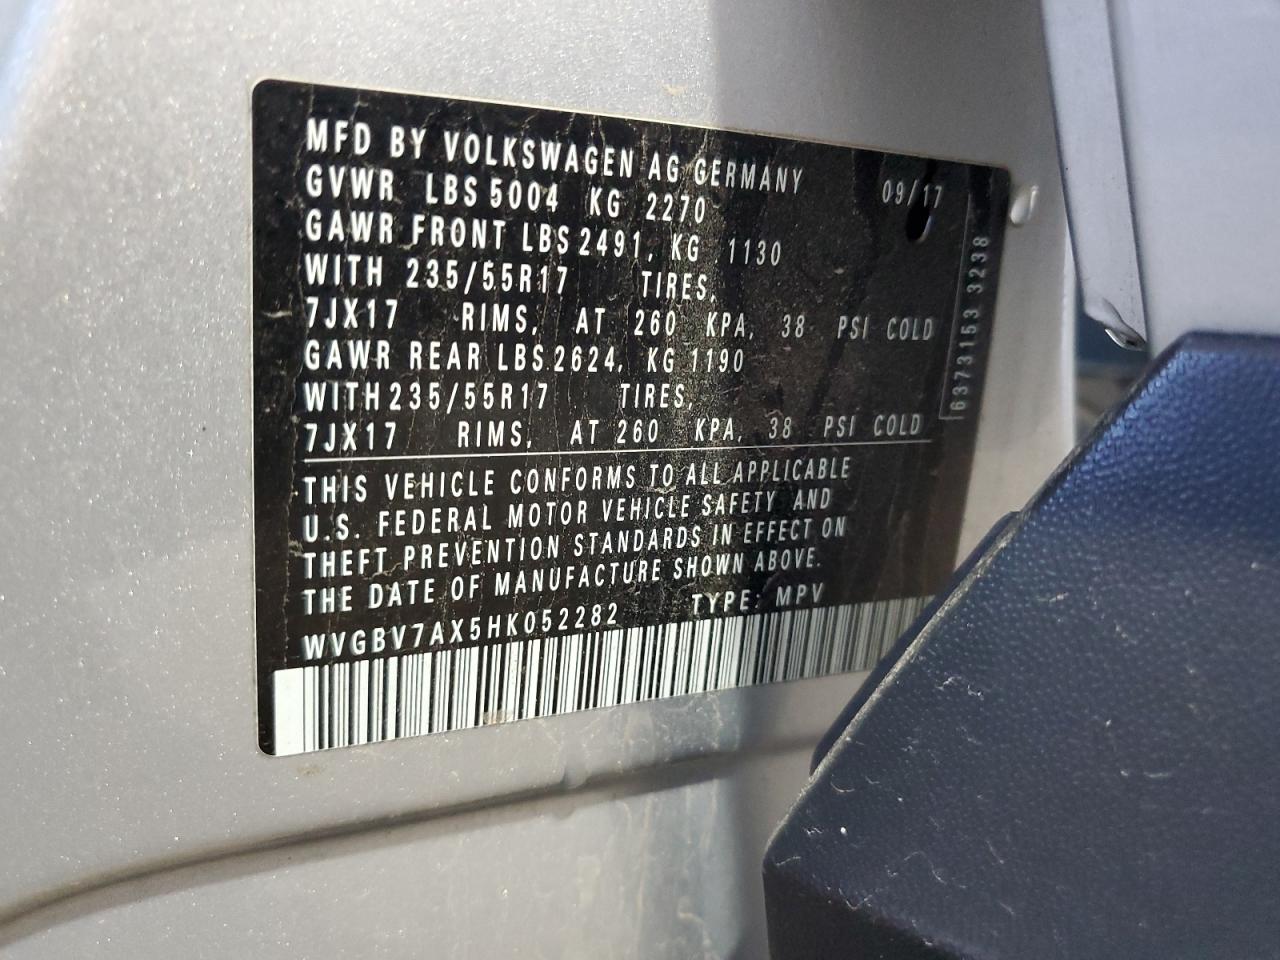 MFD BY VOLKSWAGEN AG GERMANY 09/17
GVWR LBS 5004 KG 2270
GAWR FRONT LBS 2491, KG 1130
WITH 235/55R17 TIRES,
7JX17 RIMS, AT 260 KPA, 38 PSI COLD
GAWR REAR LBS 2624, KG 1190
WITH 235/55R17 TIRES,
7JX17 RIMS, AT 260 KPA, 38 PSI COLD
THIS VEHICLE CONFORMS TO ALL APPLICABLE
U.S. FEDERAL MOTOR VEHICLE SAFETY AND
THEFT PREVENTION STANDARDS IN EFFECT ON
THE DATE OF MANUFACTURE SHOWN ABOVE.
WVGBV7AX5HK052282 TYPE: MPV
6373153 3238